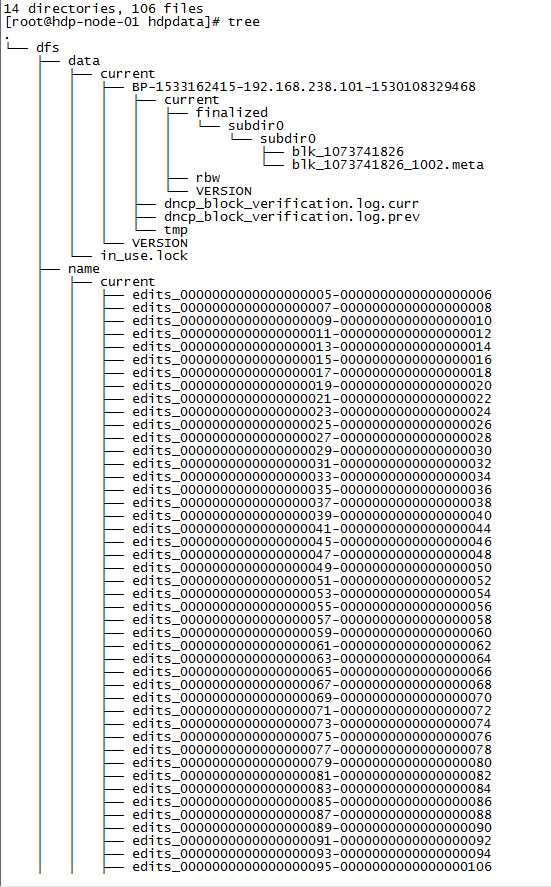 14 directories, 106 files
[root@hdp-node-01 hdpdata]# tree
.
└── dfs
    ├── data
    │   ├── current
    │   │   ├── BP-1533162415-192.168.238.101-1530108329468
    │   │   │   ├── current
    │   │   │   │   ├── finalized
    │   │   │   │   │   └── subdir0
    │   │   │   │   │       └── subdir0
    │   │   │   │   │           ├── blk_1073741826
    │   │   │   │   │           └── blk_1073741826_1002.meta
    │   │   │   │   ├── rbw
    │   │   │   │   └── VERSION
    │   │   │   ├── dncp_block_verification.log.curr
    │   │   │   ├── dncp_block_verification.log.prev
    │   │   │   └── tmp
    │   │   └── VERSION
    │   └── in_use.lock
    ├── name
    │   ├── current
    │   │   ├── edits_0000000000000000005-0000000000000000006
    │   │   ├── edits_0000000000000000007-0000000000000000008
    │   │   ├── edits_0000000000000000009-0000000000000000010
    │   │   ├── edits_0000000000000000011-0000000000000000012
    │   │   ├── edits_0000000000000000013-0000000000000000014
    │   │   ├── edits_0000000000000000015-0000000000000000016
    │   │   ├── edits_0000000000000000017-0000000000000000018
    │   │   ├── edits_0000000000000000019-0000000000000000020
    │   │   ├── edits_0000000000000000021-0000000000000000022
    │   │   ├── edits_0000000000000000023-0000000000000000024
    │   │   ├── edits_0000000000000000025-0000000000000000026
    │   │   ├── edits_0000000000000000027-0000000000000000028
    │   │   ├── edits_0000000000000000029-0000000000000000030
    │   │   ├── edits_0000000000000000031-0000000000000000032
    │   │   ├── edits_0000000000000000033-0000000000000000034
    │   │   ├── edits_0000000000000000035-0000000000000000036
    │   │   ├── edits_0000000000000000037-0000000000000000038
    │   │   ├── edits_0000000000000000039-0000000000000000040
    │   │   ├── edits_0000000000000000041-0000000000000000044
    │   │   ├── edits_0000000000000000045-0000000000000000046
    │   │   ├── edits_0000000000000000047-0000000000000000048
    │   │   ├── edits_0000000000000000049-0000000000000000050
    │   │   ├── edits_0000000000000000051-0000000000000000052
    │   │   ├── edits_0000000000000000053-0000000000000000054
    │   │   ├── edits_0000000000000000055-0000000000000000056
    │   │   ├── edits_0000000000000000057-0000000000000000058
    │   │   ├── edits_0000000000000000059-0000000000000000060
    │   │   ├── edits_0000000000000000061-0000000000000000062
    │   │   ├── edits_0000000000000000063-0000000000000000064
    │   │   ├── edits_0000000000000000065-0000000000000000066
    │   │   ├── edits_0000000000000000067-0000000000000000068
    │   │   ├── edits_0000000000000000069-0000000000000000070
    │   │   ├── edits_0000000000000000071-0000000000000000072
    │   │   ├── edits_0000000000000000073-0000000000000000074
    │   │   ├── edits_0000000000000000075-0000000000000000076
    │   │   ├── edits_0000000000000000077-0000000000000000078
    │   │   ├── edits_0000000000000000079-0000000000000000080
    │   │   ├── edits_0000000000000000081-0000000000000000082
    │   │   ├── edits_0000000000000000083-0000000000000000084
    │   │   ├── edits_0000000000000000085-0000000000000000086
    │   │   ├── edits_0000000000000000087-0000000000000000088
    │   │   ├── edits_0000000000000000089-0000000000000000090
    │   │   ├── edits_0000000000000000091-0000000000000000092
    │   │   ├── edits_0000000000000000093-0000000000000000094
    │   │   ├── edits_0000000000000000095-0000000000000000106